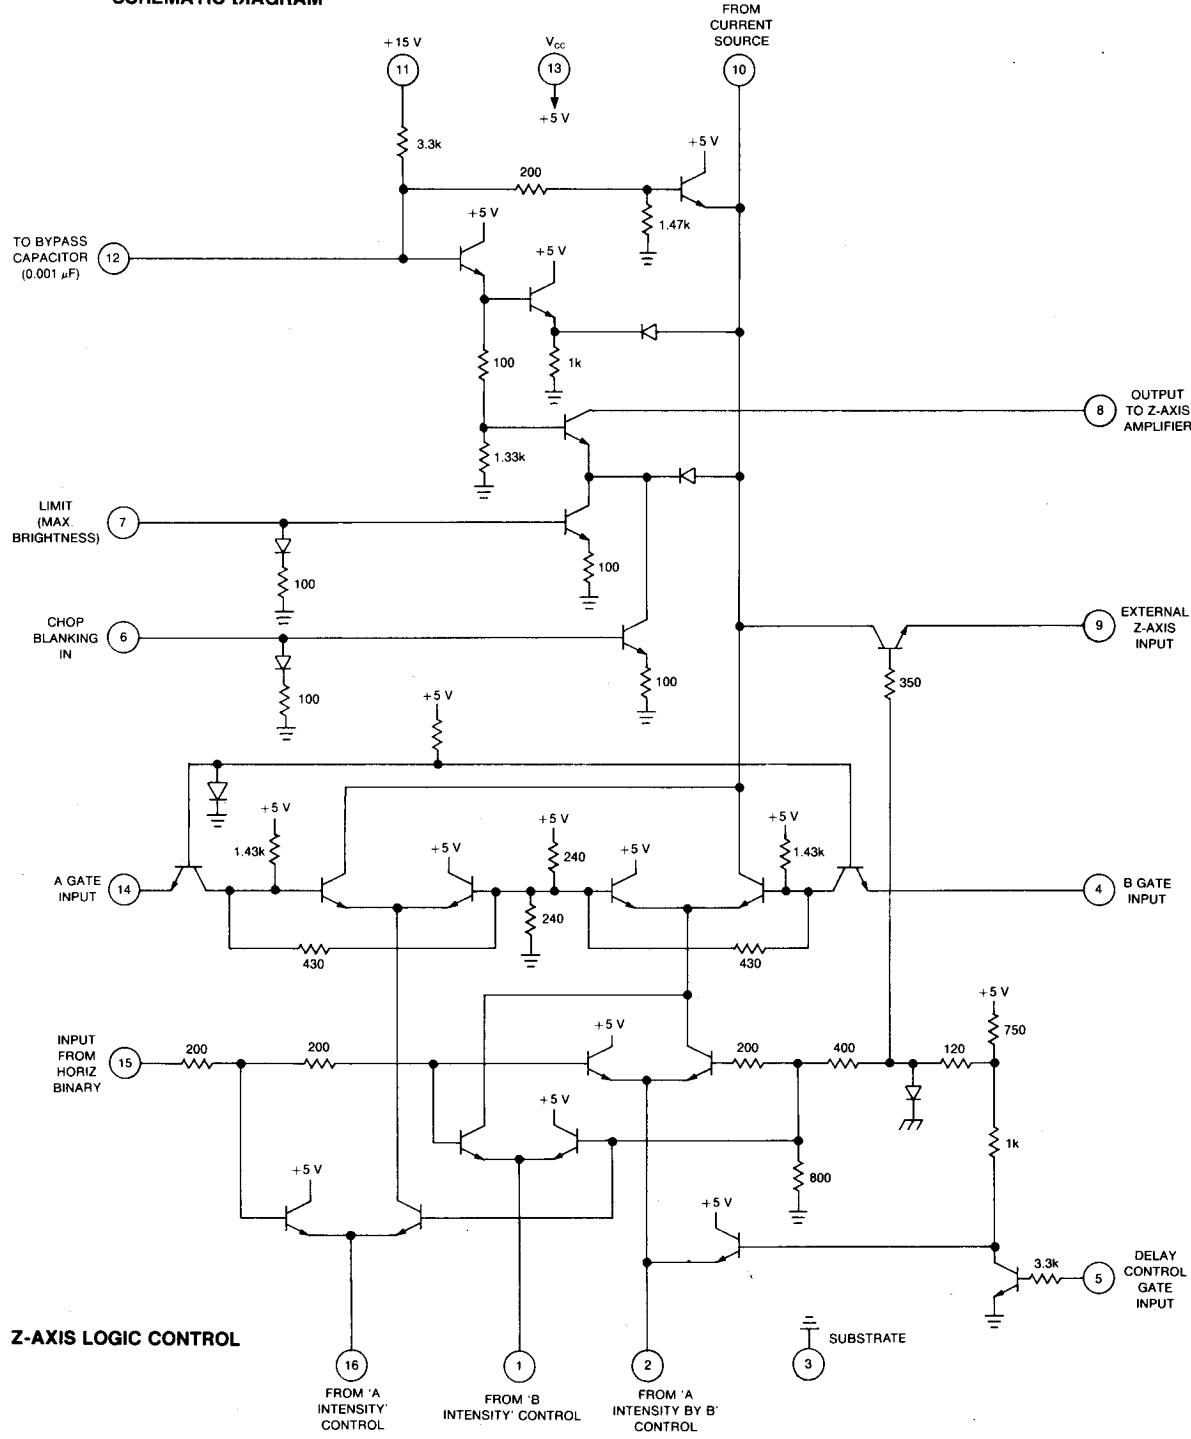 SCHEMATIC DIAGRAM
FROM
CURRENT
SOURCE
+15 V
VCC
11
13
10
+5 V
3.3k
+5 V
200
1.47k
+5 V
TO BYPASS
CAPACITOR
(0.001 µF)
12
+5 V
100
1k
8
OUTPUT
TO Z-AXIS
AMPLIFIER
1.33k
LIMIT
(MAX.
BRIGHTNESS)
7
100
100
CHOP
BLANKING
IN
6
9
EXTERNAL
Z-AXIS
INPUT
100
100
350
+5 V
+5 V
1.43k
+5 V
+5 V
240
+5 V
+5 V
1.43k
A GATE
INPUT
14
4
B GATE
INPUT
240
430
430
+5 V
750
INPUT
FROM
HORIZ
BINARY
15
200
200
+5 V
200
400
120
+5 V
1k
+5 V
800
+5 V
3.3k
5
DELAY
CONTROL
GATE
INPUT
Z-AXIS LOGIC CONTROL
SUBSTRATE
3
16
1
2
FROM 'A
INTENSITY'
CONTROL
FROM 'B
INTENSITY' CONTROL
FROM 'A
INTENSITY BY B'
CONTROL